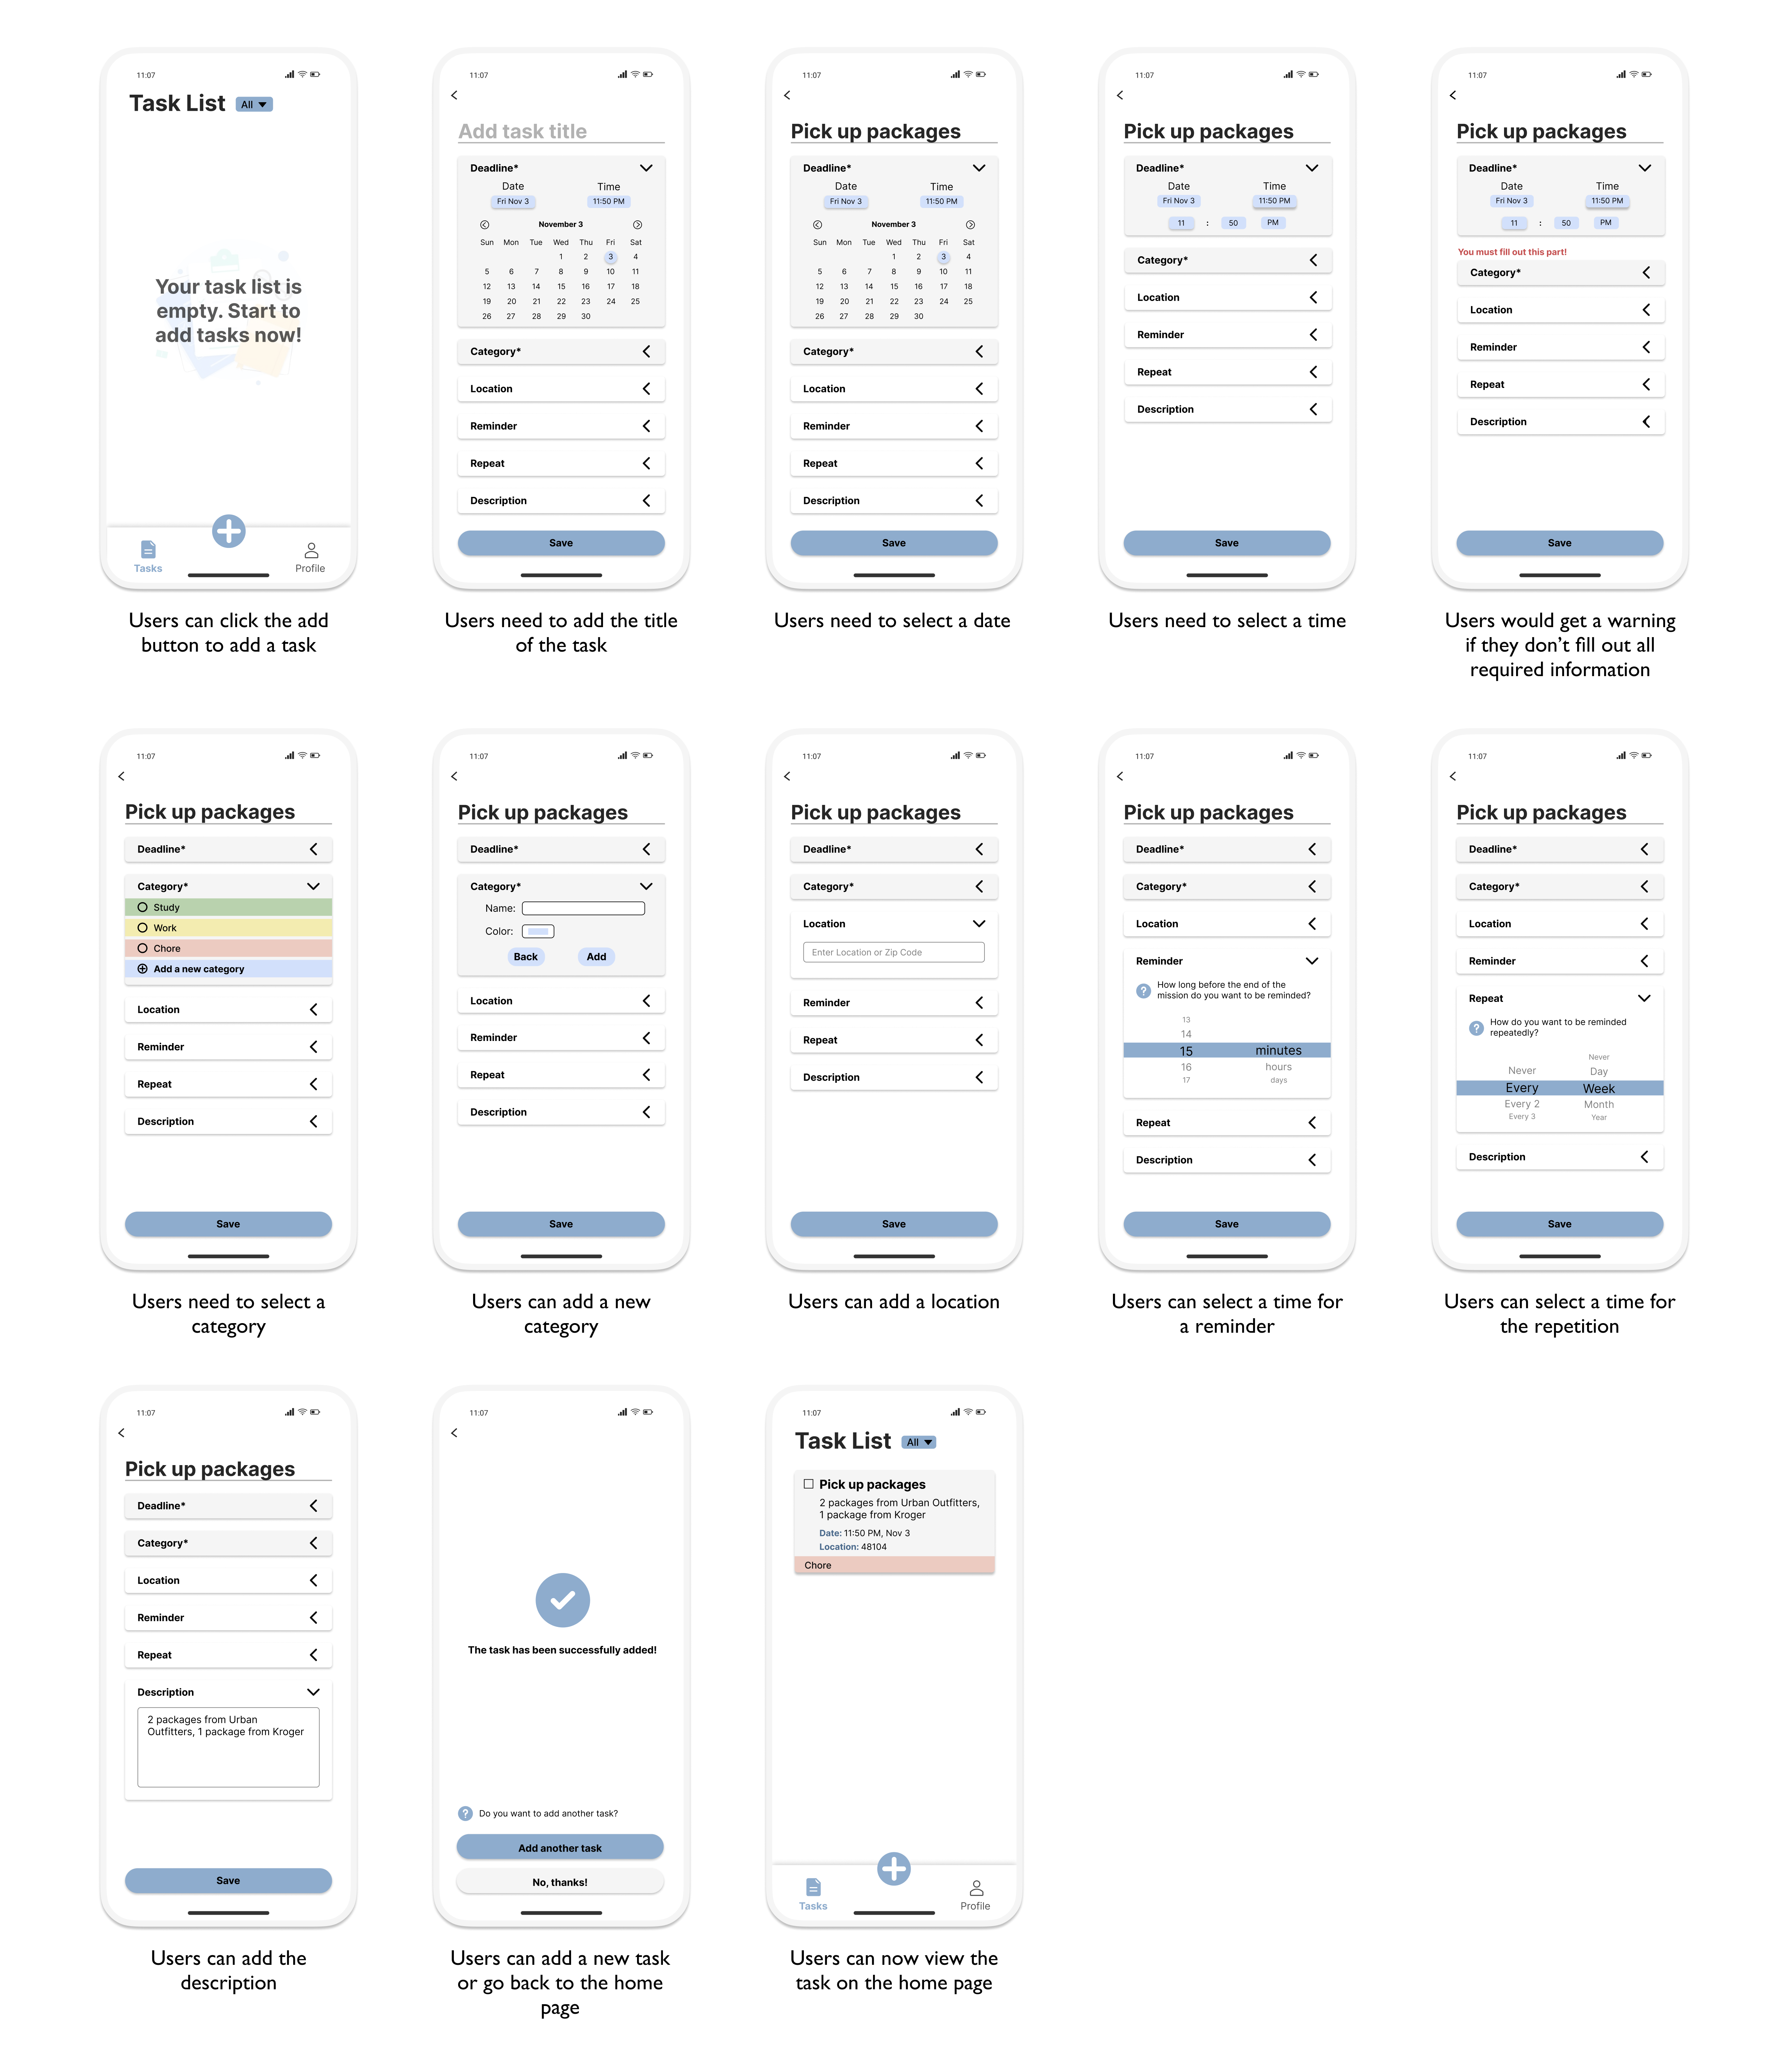 11:07
Task List All
Your task list is
empty. Start to
add tasks now!
Tasks
Profile
Users can click the add
button to add a task
11:07
Add task title
Deadline*
Date Time
Fri Nov 3 11:50 PM
November 3
Sun Mon Tue Wed Thu Fri Sat
1 2 3 4
5 6 7 8 9 10 11
12 13 14 15 16 17 18
19 20 21 22 23 24 25
26 27 28 29 30
Category*
Location
Reminder
Repeat
Description
Save
Users need to add the title
of the task
11:07
Pick up packages
Deadline*
Date Time
Fri Nov 3 11:50 PM
November 3
Sun Mon Tue Wed Thu Fri Sat
1 2 3 4
5 6 7 8 9 10 11
12 13 14 15 16 17 18
19 20 21 22 23 24 25
26 27 28 29 30
Category*
Location
Reminder
Repeat
Description
Save
Users need to select a date
11:07
Pick up packages
Deadline*
Date Time
Fri Nov 3 11:50 PM
11 : 50 PM
Category*
Location
Reminder
Repeat
Description
Save
Users need to select a time
11:07
Pick up packages
Deadline*
Date Time
Fri Nov 3 11:50 PM
11 : 50 PM
You must fill out this part!
Category*
Location
Reminder
Repeat
Description
Save
Users would get a warning
if they don’t fill out all
required information
11:07
Pick up packages
Deadline*
Category*
Study
Work
Chore
Add a new category
Location
Reminder
Repeat
Description
Save
Users need to select a
category
11:07
Pick up packages
Deadline*
Category*
Name:
Color:
Back Add
Location
Reminder
Repeat
Description
Save
Users can add a new
category
11:07
Pick up packages
Deadline*
Category*
Location
Enter Location or Zip Code
Reminder
Repeat
Description
Save
Users can add a location
11:07
Pick up packages
Deadline*
Category*
Location
Reminder
? How long before the end of the
mission do you want to be reminded?
13
14
15 minutes
16 hours
17 days
Repeat
Description
Save
Users can select a time for
a reminder
11:07
Pick up packages
Deadline*
Category*
Location
Reminder
Repeat
? How do you want to be reminded
repeatedly?
Never
Never Day
Every Week
Every 2 Month
Every 3 Year
Description
Save
Users can select a time for
the repetition
11:07
Pick up packages
Deadline*
Category*
Location
Reminder
Repeat
Description
2 packages from Urban
Outfitters, 1 package from Kroger
Save
Users can add the
description
11:07
The task has been successfully added!
? Do you want to add another task?
Add another task
No, thanks!
Users can add a new task
or go back to the home
page
11:07
Task List All
Pick up packages
2 packages from Urban Outfitters,
1 package from Kroger
Date: 11:50 PM, Nov 3
Location: 48104
Chore
Tasks
Profile
Users can now view the
task on the home page